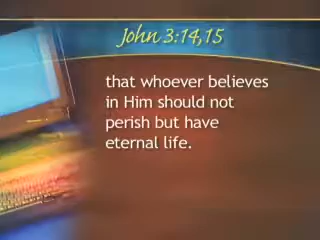 John 3:14,15
that whoever believes
in Him should not
perish but have
eternal life.